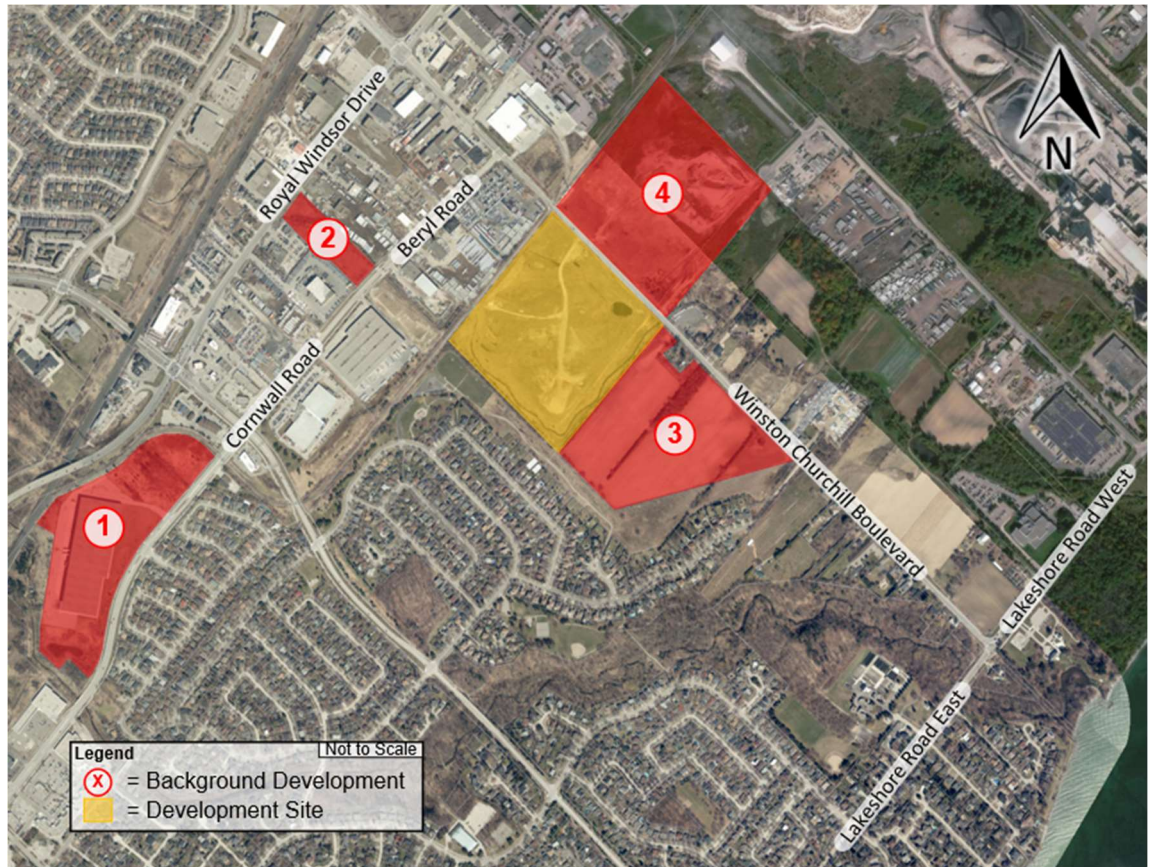 Royal Windsor Drive
N
4
2
Beryl Road
Cornwall Road
3
Winston Churchill Boulevard
1
Lakeshore Road West
Lakeshore Road East
Legend
Not to Scale
X = Background Development
= Development Site